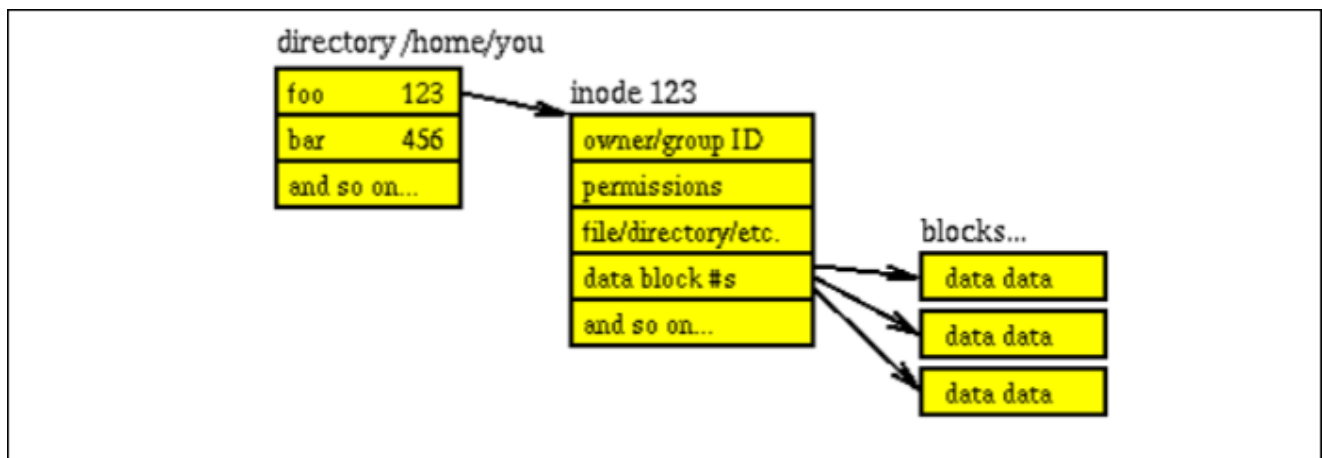 directory /home/you
foo 123
bar 456
and so on...
inode 123
owner/group ID
permissions
file/directory/etc.
data block #s
and so on...
blocks...
data data
data data
data data